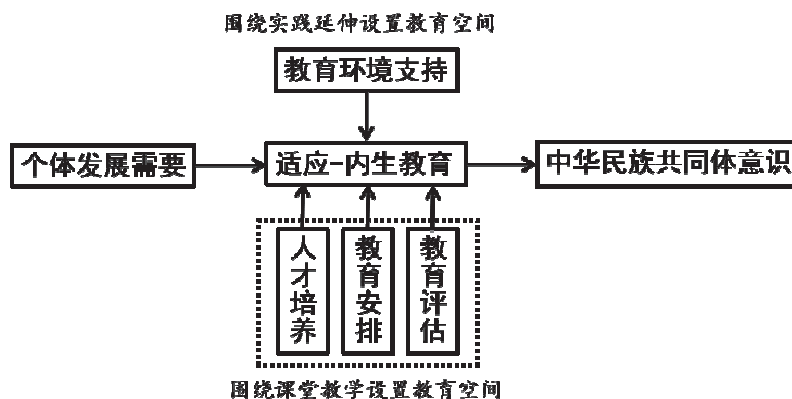 围绕实践延伸设置教育空间
教育环境支持
个体发展需要
适应-内生教育
中华民族共同体意识
人才培养
教育安排
教育评估
围绕课堂教学设置教育空间